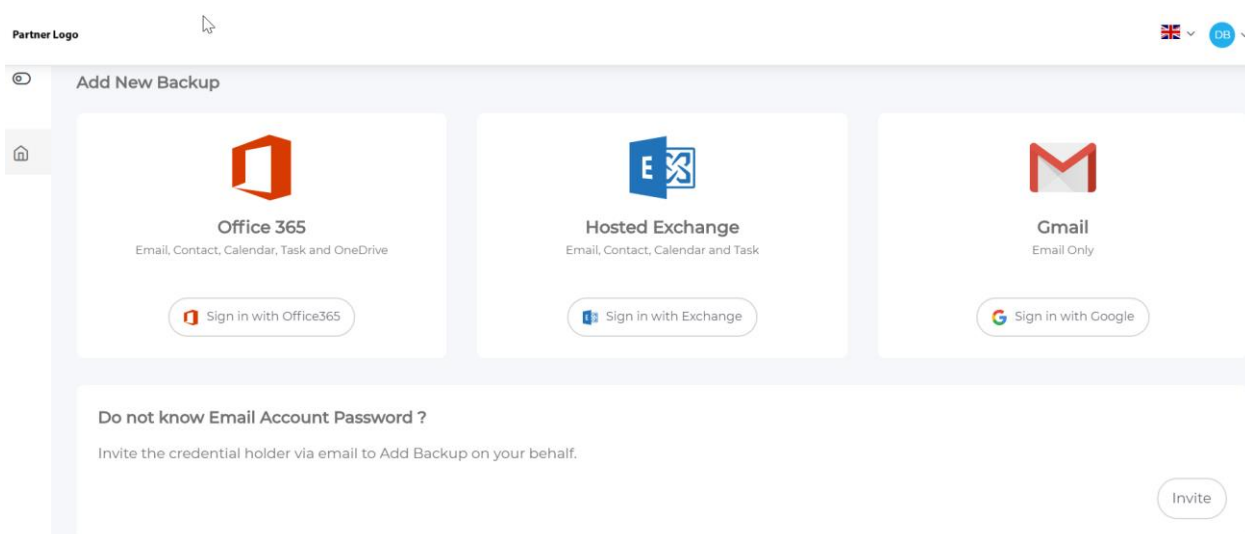 Partner Logo
DB
Add New Backup
E
Office 365
Email, Contact, Calendar, Task and OneDrive
Sign in with Office365
Hosted Exchange
Email, Contact, Calendar and Task
Sign in with Exchange
Gmail
Email Only
Sign in with Google
Do not know Email Account Password ?
Invite the credential holder via email to Add Backup on your behalf.
Invite